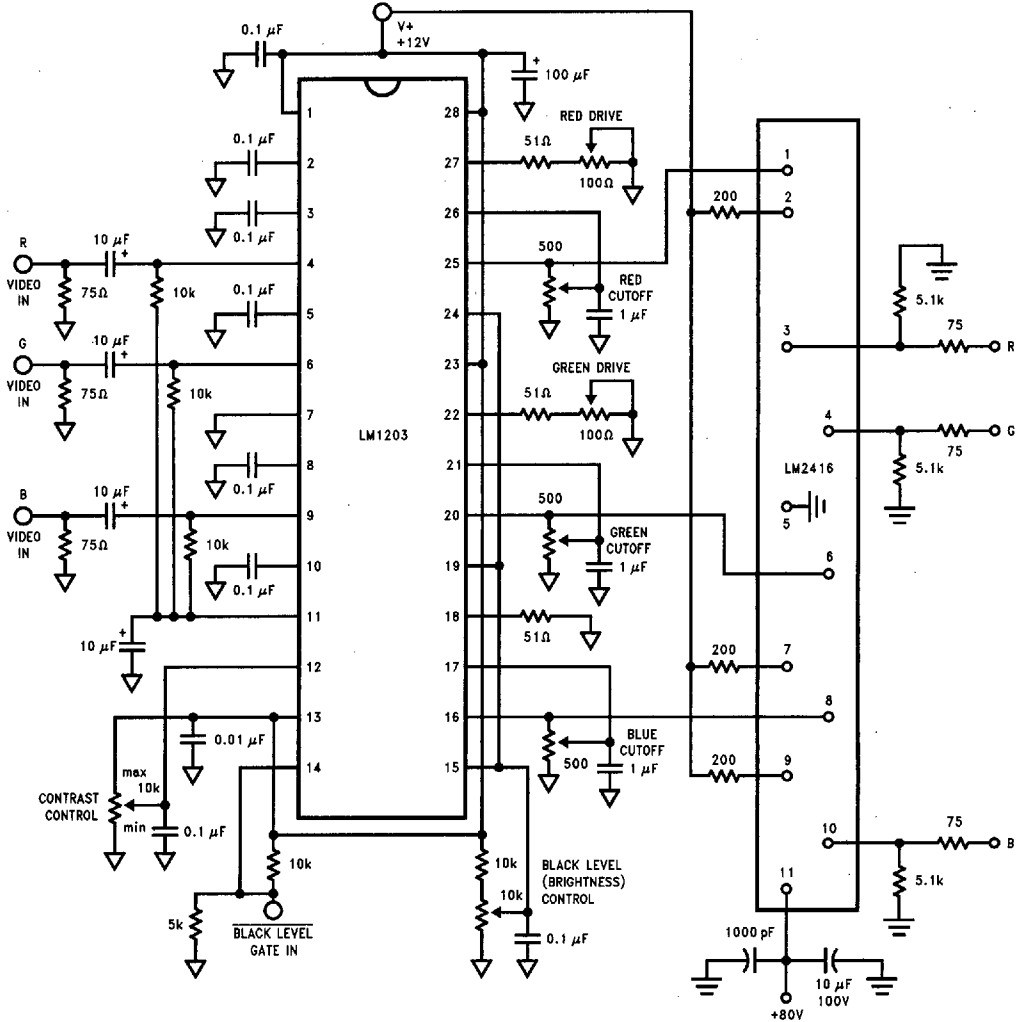 V+
+12V
0.1 μF
+
100 μF
1
28
RED DRIVE
0.1 μF
51Ω
2
27
100Ω
1
3
26
200
2
0.1 μF
R
10 μF
+
500
4
25
VIDEO
IN
75Ω
10k
0.1 μF
RED
CUTOFF
1 μF
5
24
5.1k
75
R
3
G
10 μF
+
6
23
GREEN DRIVE
VIDEO
IN
75Ω
10k
51Ω
7
22
100Ω
LM1203
4
G
75
5.1k
8
21
0.1 μF
LM2416
B
10 μF
+
500
9
20
5
VIDEO
IN
75Ω
10k
GREEN
CUTOFF
1 μF
10
19
6
0.1 μF
11
18
51Ω
+
10 μF
200
7
12
17
13
16
8
0.01 μF
BLUE
CUTOFF
500
1 μF
14
15
200
9
max
10k
CONTRAST
CONTROL
min
0.1 μF
10
75
B
10k
10k
BLACK LEVEL
(BRIGHTNESS)
CONTROL
10k
11
5.1k
5k
BLACK LEVEL
GATE IN
0.1 μF
1000 pF
10 μF
100V
+80V